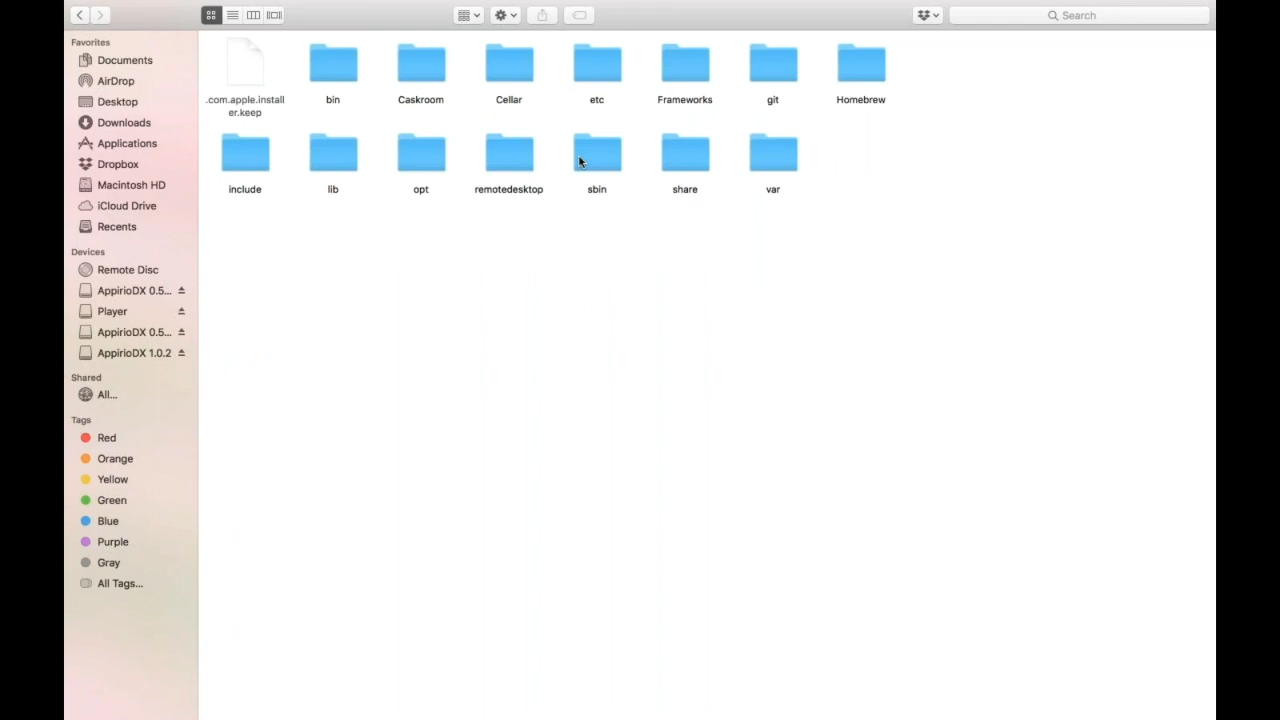 Search
Favorites
Documents
AirDrop
Desktop
Downloads
Applications
Dropbox
Macintosh HD
iCloud Drive
Recents
Devices
Remote Disc
AppirioDX 0.5...
Player
AppirioDX 0.5...
AppirioDX 1.0.2
Shared
All...
Tags
Red
Orange
Yellow
Green
Blue
Purple
Gray
All Tags...
.com.apple.install
er.keep
bin
Caskroom
Cellar
etc
Frameworks
git
Homebrew
include
lib
opt
remotedesktop
sbin
share
var